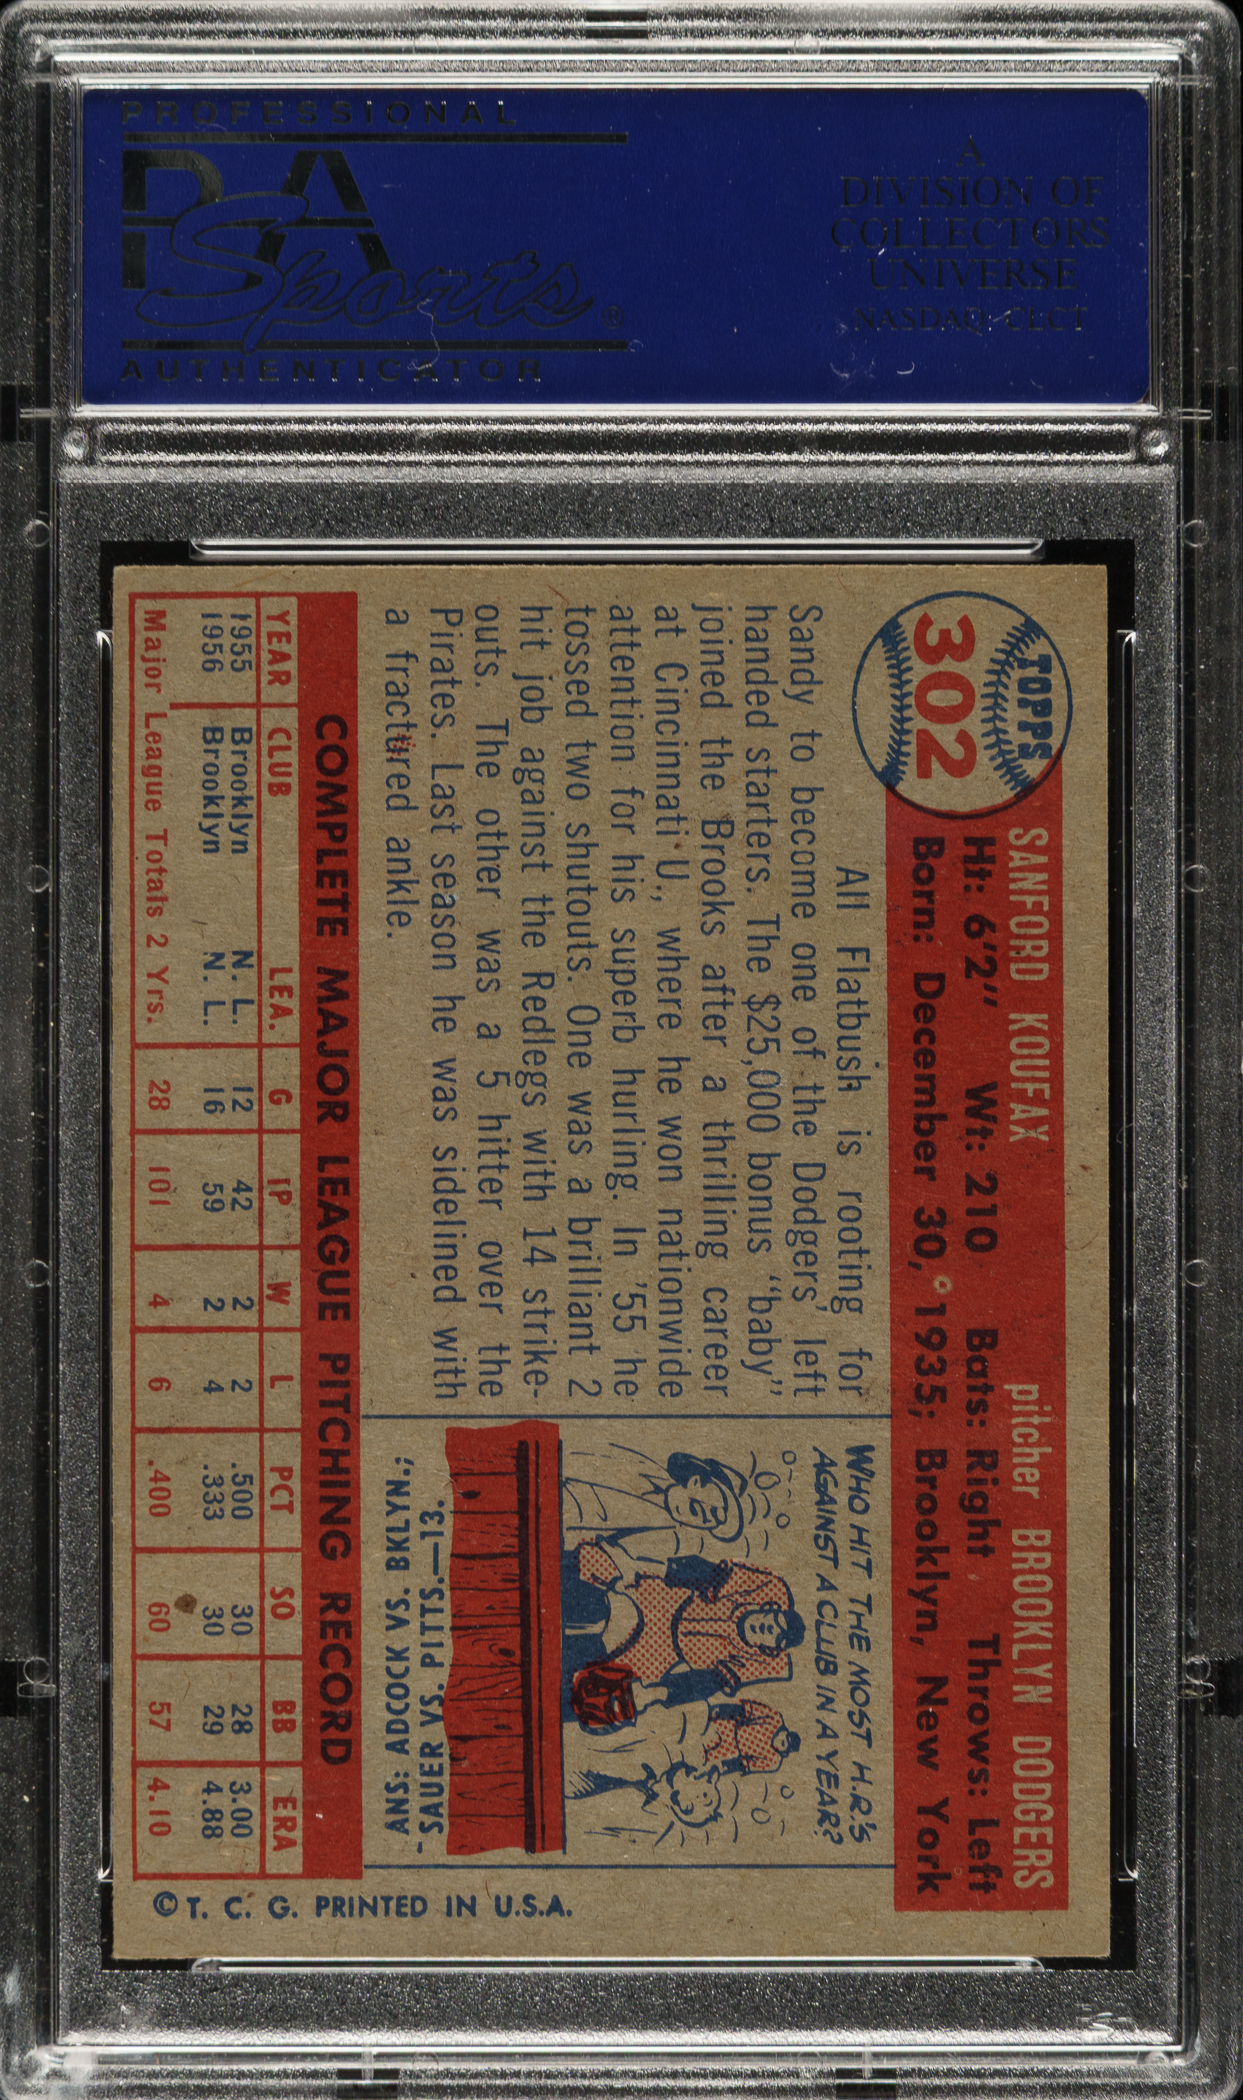 PROFESSIONAL
PSA
Sports®
AUTHENTICATOR
A
DIVISION OF
COLLECTORS
UNIVERSE
NASDAQ: CLCT
TOPPS
302
SANFORD KOUFAX pitcher BROOKLYN DODGERS
Ht: 6'2" Wt: 210 Bats: Right Throws: Left
Born: December 30, 1935; Brooklyn, New York
All Flatbush is rooting for
Sandy to become one of the Dodgers' left
handed starters. The $25,000 bonus "baby"
joined the Brooks after a thrilling career
at Cincinnati U., where he won nationwide
attention for his superb hurling. In '55 he
tossed two shutouts. One was a brilliant 2
hit job against the Redlegs with 14 strike-
outs. The other was a 5 hitter over the
Pirates. Last season he was sidelined with
a fractured ankle.
WHO HIT THE MOST H.R.'S
AGAINST A CLUB IN A YEAR?
ANS: ADCOCK VS. BKLYN.;
SAUER VS. PITTS.—13.
COMPLETE MAJOR LEAGUE PITCHING RECORD
YEAR CLUB LEA. G IP W L PCT SO BB ERA
1955 Brooklyn N. L. 12 42 2 2 .500 30 28 3.00
1956 Brooklyn N. L. 16 59 2 4 .333 30 29 4.88
Major League Totals 2 Yrs. 28 101 4 6 .400 60 57 4.10
© T. C. G. PRINTED IN U.S.A.